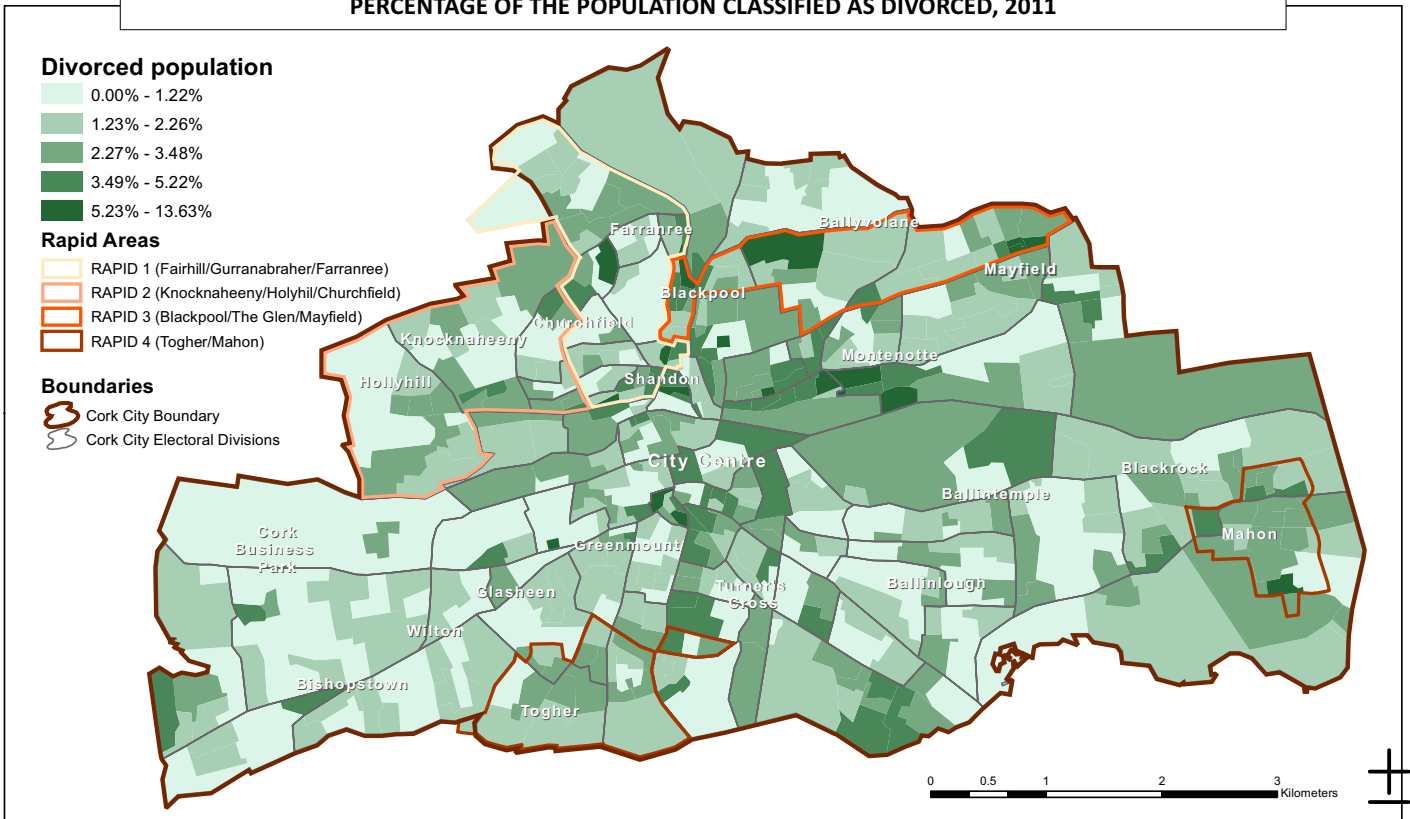 PERCENTAGE OF THE POPULATION CLASSIFIED AS DIVORCED, 2011
Divorced population
0.00% - 1.22%
1.23% - 2.26%
2.27% - 3.48%
3.49% - 5.22%
5.23% - 13.63%
Rapid Areas
RAPID 1 (Fairhill/Gurranabraher/Farranree)
RAPID 2 (Knocknaheeny/Holyhil/Churchfield)
RAPID 3 (Blackpool/The Glen/Mayfield)
RAPID 4 (Togher/Mahon)
Boundaries
Cork City Boundary
Cork City Electoral Divisions
Ballyvolane
Farranree
Mayfield
Blackpool
Churchfield
Knocknaheeny
Montenotte
Hollyhill
Shandon
City Centre
Blackrock
Ballintemple
Cork
Business
Park
Greenmount
Mahon
Glasheen
Turner's
Cross
Ballinlough
Wilton
Bishopstown
Togher
0 0.5 1 2 3
Kilometers